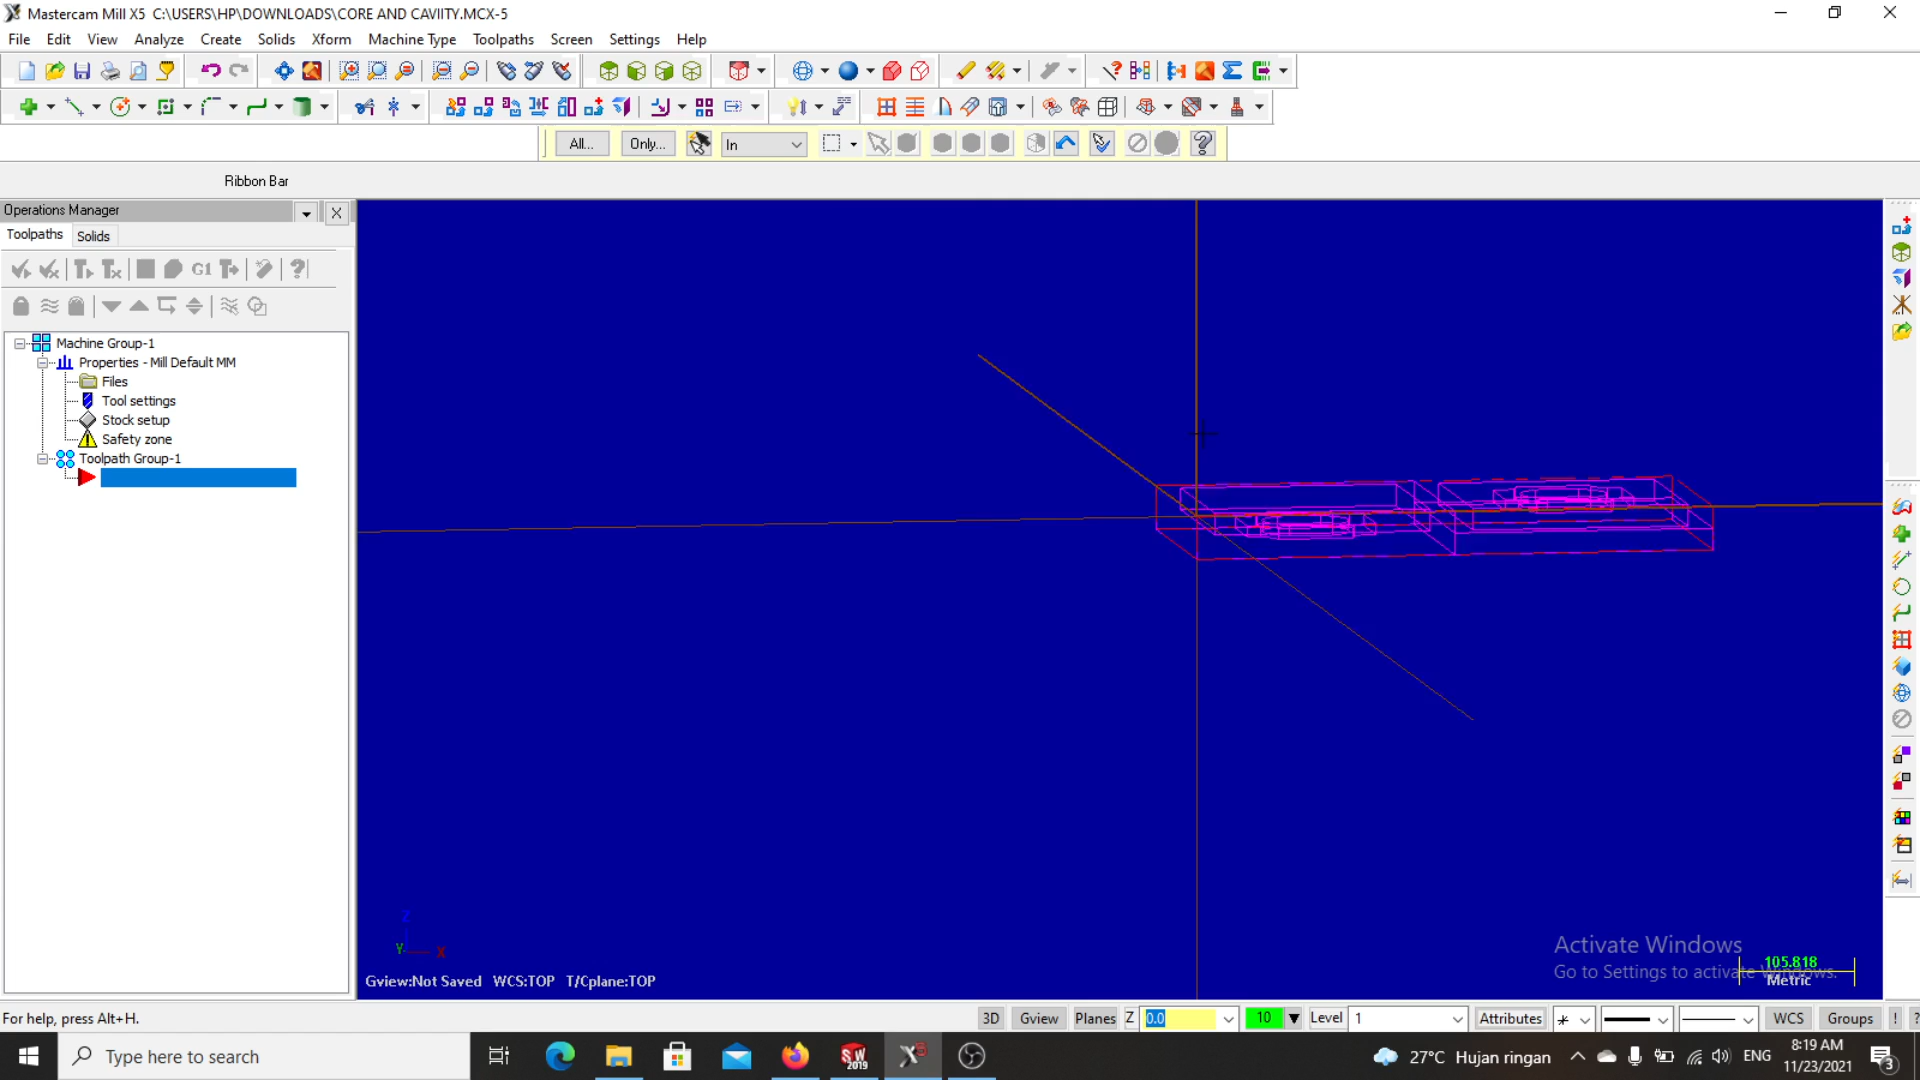 Mastercam Mill X5 C:\USERS\HP\DOWNLOADS\CORE AND CAVIITY.MCX-5
File Edit View Analyze Create Solids Xform Machine Type Toolpaths Screen Settings Help
All... Only... In
Ribbon Bar
Operations Manager
Toolpaths Solids
G1
Machine Group-1
Properties - Mill Default MM
Files
Tool settings
Stock setup
Safety zone
Toolpath Group-1
Z
Y X
Gview:Not Saved WCS:TOP T/Cplane:TOP
Activate Windows
Go to Settings to activate Windows.
105.818
Metric
For help, press Alt+H.
3D Gview Planes Z 0.0 10 Level 1 Attributes WCS Groups ! ?
Type here to search
SW 2019
X5
27°C Hujan ringan
ENG
8:19 AM
11/23/2021
3